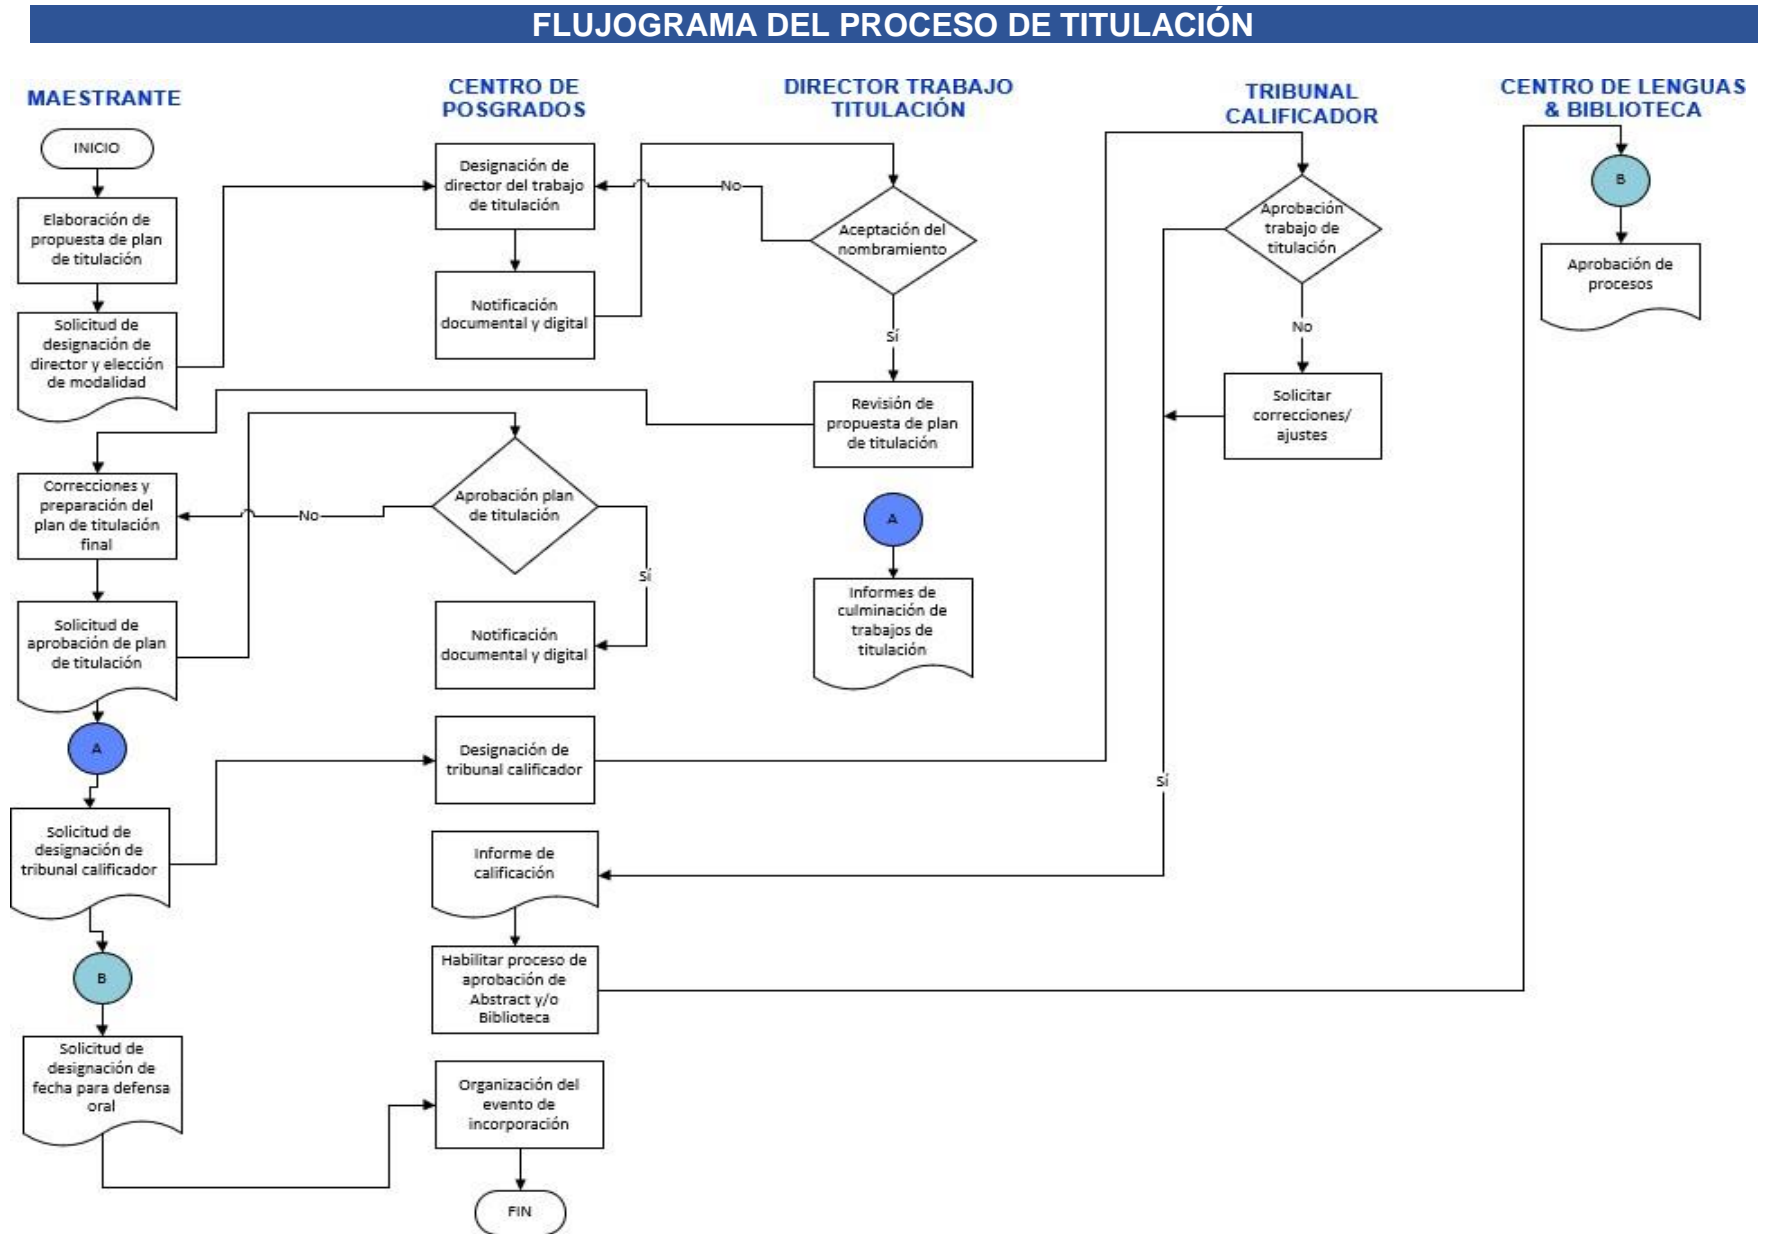 FLUJOGRAMA DEL PROCESO DE TITULACIÓN
MAESTRANTE
INICIO
Elaboración de
propuesta de plan
de titulación
Solicitud de
designación de
director y elección
de modalidad
Correcciones y
preparación del
plan de titulación
final
Solicitud de
aprobación de plan
de titulación
A
Solicitud de
designación de
tribunal calificador
B
Solicitud de
designación de
fecha para defensa
oral
CENTRO DE
POSGRADOS
Designación de
director del trabajo
de titulación
No
Notificación
documental y digital
Aprobación plan
de titulación
No
Sí
Notificación
documental y digital
Designación de
tribunal calificador
Informe de
calificación
Habilitar proceso de
aprobación de
Abstract y/o
Biblioteca
Organización del
evento de
incorporación
FIN
DIRECTOR TRABAJO
TITULACIÓN
Aceptación del
nombramiento
Sí
Revisión de
propuesta de plan
de titulación
A
Informes de
culminación de
trabajos de
titulación
TRIBUNAL
CALIFICADOR
Aprobación
trabajo de
titulación
No
Solicitar
correcciones/
ajustes
Sí
CENTRO DE LENGUAS
& BIBLIOTECA
B
Aprobación de
procesos